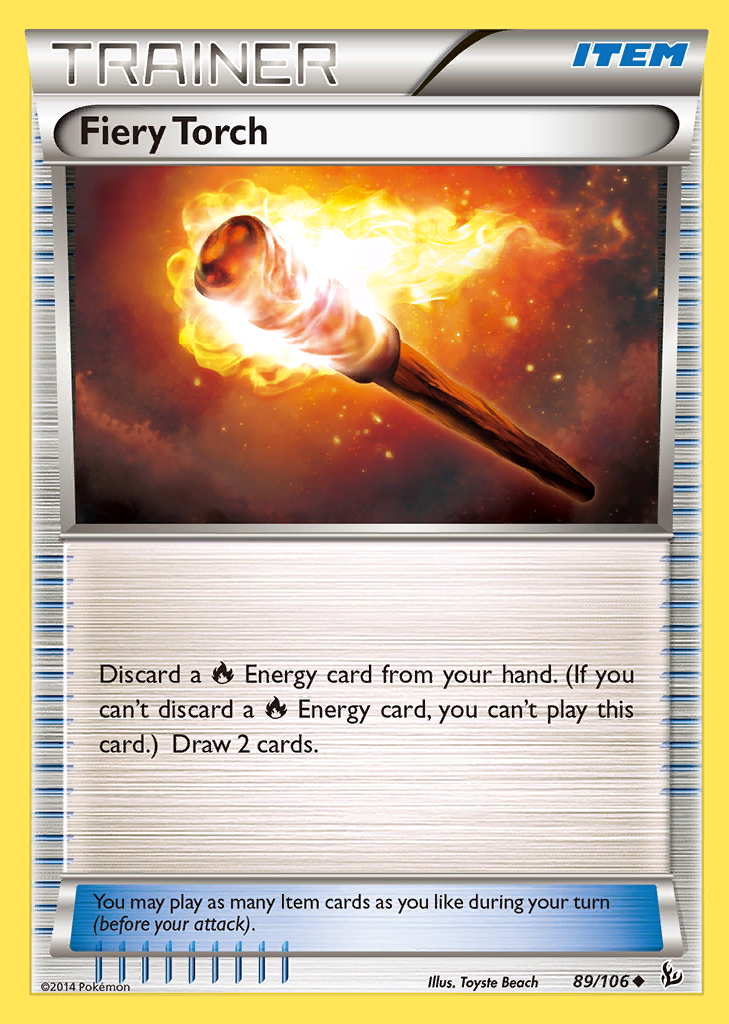 TRAINER
ITEM
Fiery Torch
Discard a 🔥 Energy card from your hand. (If you
can't discard a 🔥 Energy card, you can't play this
card.) Draw 2 cards.
You may play as many Item cards as you like during your turn
(before your attack).
©2014 Pokémon
Illus. Toyste Beach
89/106 ◆